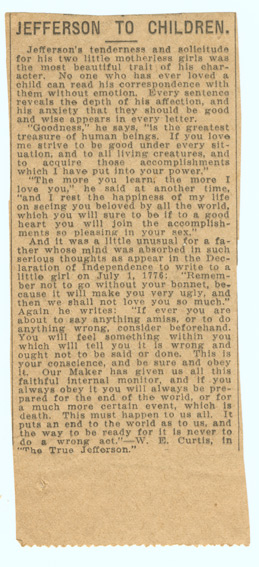 JEFFERSON TO CHILDREN.
Jefferson's tenderness and solicitude
for his two little motherless girls was
the most beautiful trait of his char-
acter. No one who has ever loved a
child can read his correspondence with
them without emotion. Every sentence
reveals the depth of his affection, and
his anxiety that they should be good
and wise appears in every letter.
"Goodness," he says, "is the greatest
treasure of human beings. If you love
me strive to be good under every sit-
uation, and to all living creatures, and
to acquire those accomplishments
which I have put into your power."
"The more you learn, the more I
love you," he said at another time,
"and I rest the happiness of my life
on seeing you beloved by all the world,
which you will sure to be if to a good
heart you will join the accomplish-
ments so pleasing in your sex."
And it was a little unusual for a fa-
ther whose mind was absorbed in such
serious thoughts as appear in the Dec-
laration of Independence to write to a
little girl on July 1, 1776: "Remem-
ber not to go without your bonnet, be-
cause it will make you very ugly, and
then we shall not love you so much."
Again he writes: "If ever you are
about to say anything amiss, or to do
anything wrong, consider beforehand.
You will feel something within you
which will tell you it is wrong and
ought not to be said or done. This is
your conscience, and be sure and obey
it. Our Maker has given us all this
faithful internal monitor, and if you
always obey it you will always be pre-
pared for the end of the world, or for
a much more certain event, which is
death. This must happen to us all. It
puts an end to the world as to us, and
the way to be ready for it is never to
do a wrong act."—W. E. Curtis, in
"The True Jefferson."